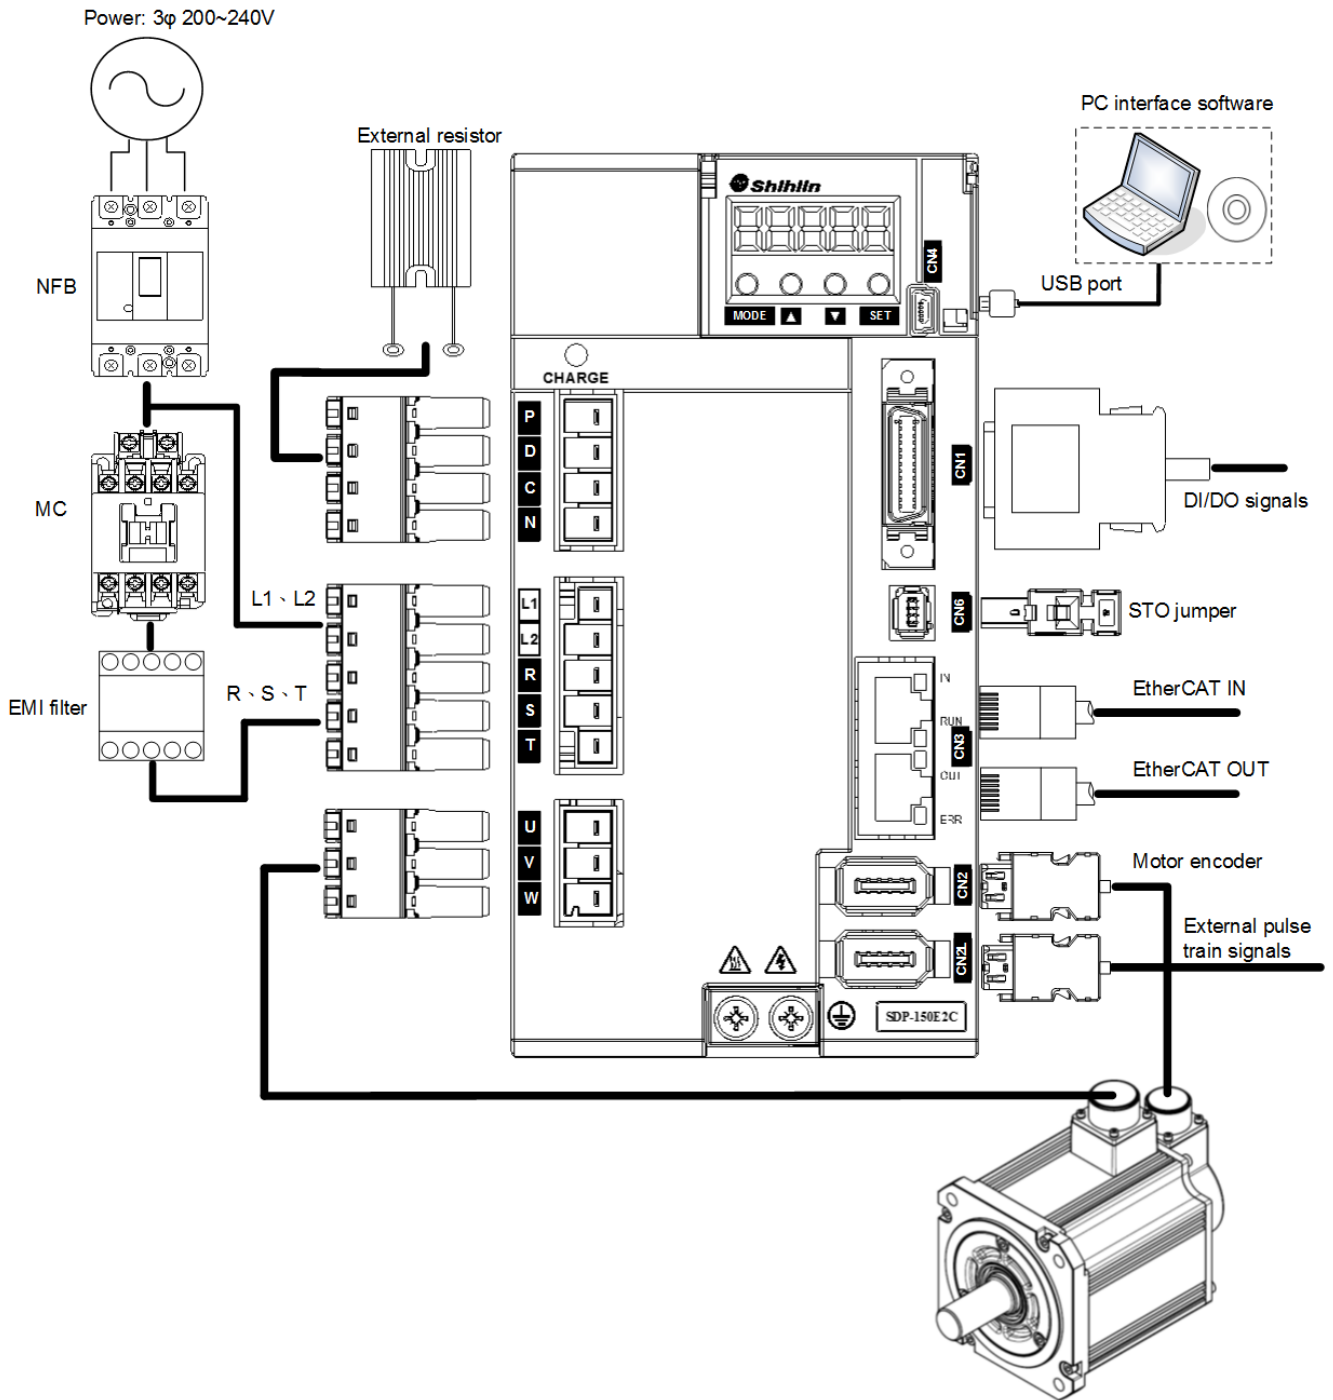 Power: 3φ 200~240V
NFB
MC
EMI filter
External resistor
L1、L2
R、S、T
Shihlin
MODE ▲ ▼ SET
CN4
CHARGE
P
D
C
N
L1
L2
R
S
T
U
V
W
CN1
CN6
IN
RUN
CN3
OUT
ERR
CN2
CN2L
SDP-150E2C
PC interface software
USB port
DI/DO signals
STO jumper
EtherCAT IN
EtherCAT OUT
Motor encoder
External pulse
train signals